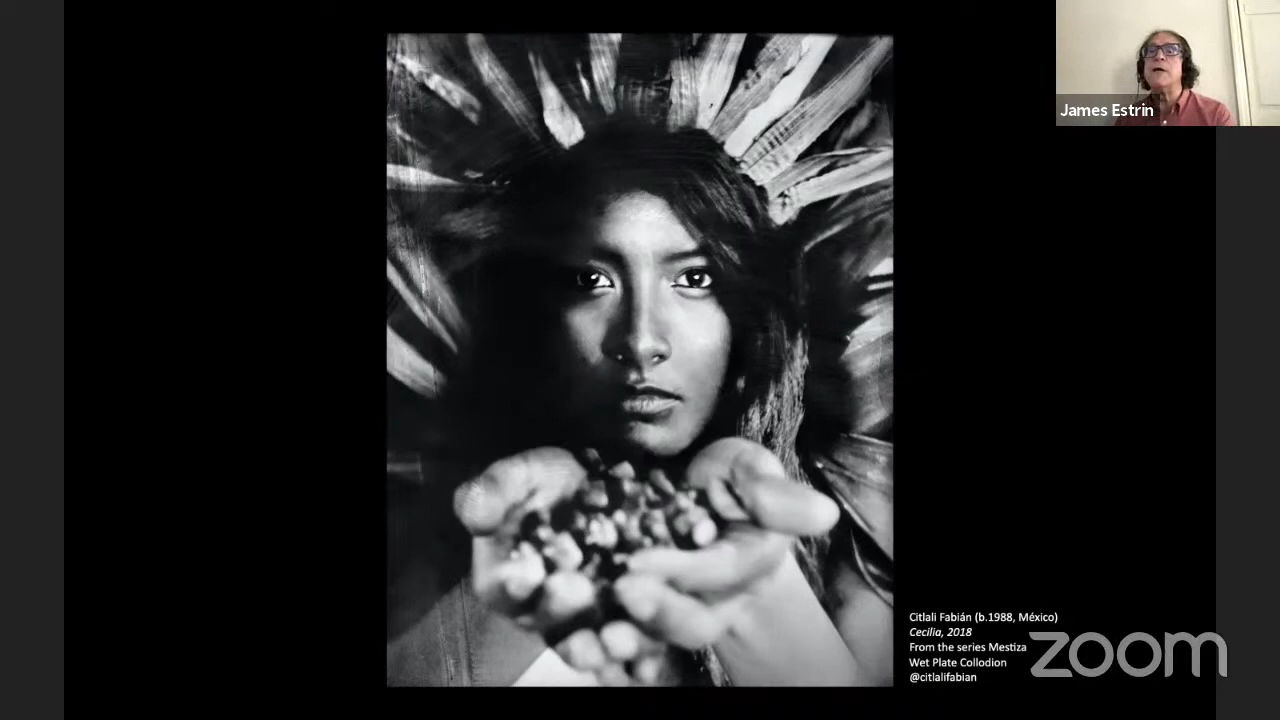 James Estrin
Citlali Fabián (b.1988, México)
Cecilia, 2018
From the series Mestiza
Wet Plate Collodion
@citlalifabian
zoom